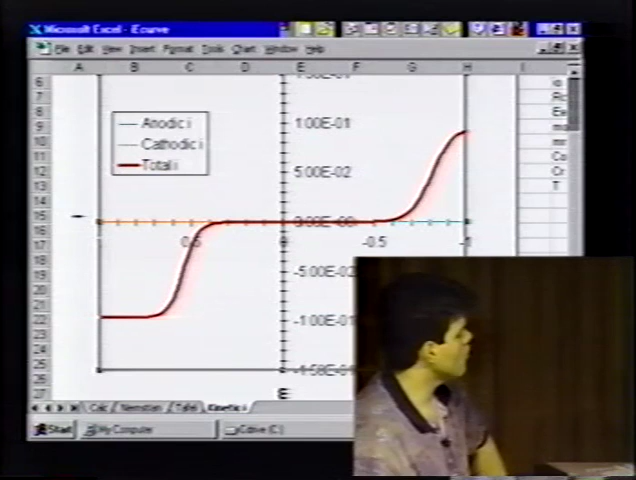 Microsoft Excel - Ecurve
File Edit View Insert Format Tools Chart Window Help
A B C D E F G H I
6
7
8
9
10
11
12
13
14
15
16
17
18
19
20
21
22
23
24
25
26
27
Anodic i
Cathodic i
Total i
1.00E-01
5.00E-02
0.00E+00
-5.00E-02
-1.00E-01
-1.50E-01
0.5 0 -0.5 -1
E
T
Calc Nernstian Tafel Kinetic i
Start My Computer